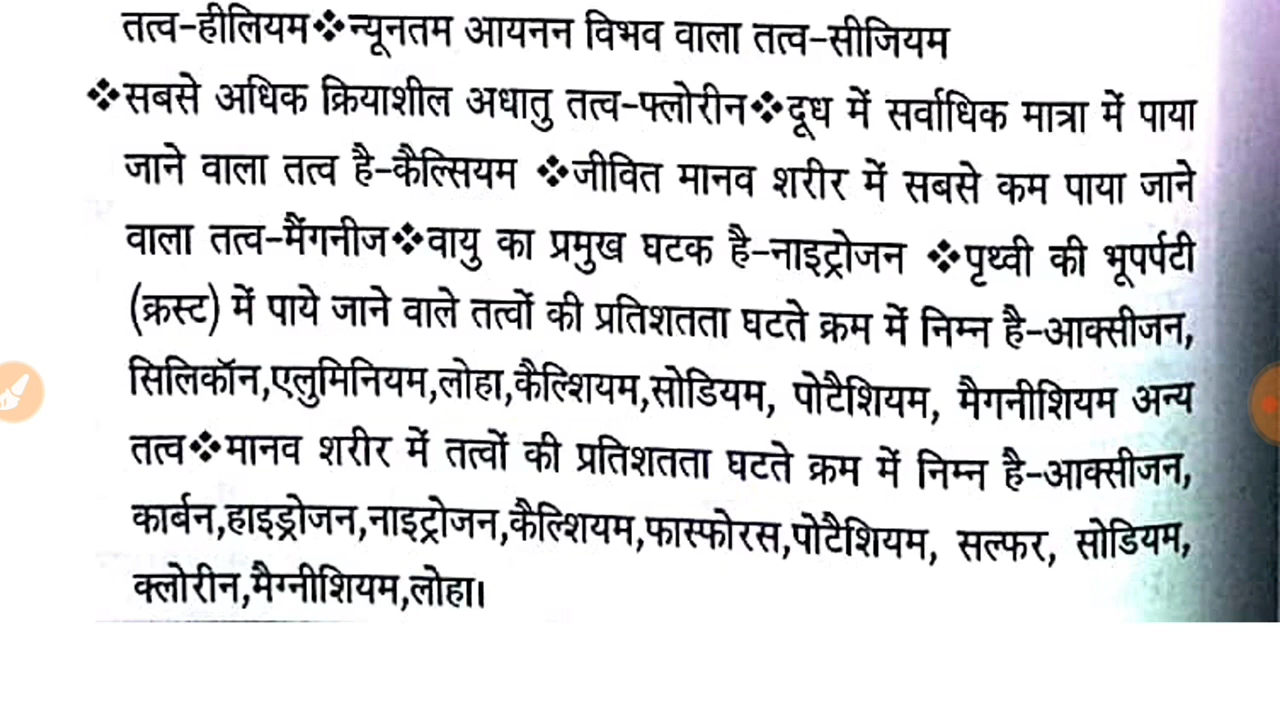 तत्व-हीलियम❖न्यूनतम आयनन विभव वाला तत्व-सीजियम
❖सबसे अधिक क्रियाशील अधातु तत्व-फ्लोरीन❖दूध में सर्वाधिक मात्रा में पाया
जाने वाला तत्व है-कैल्सियम ❖जीवित मानव शरीर में सबसे कम पाया जाने
वाला तत्व-मैंगनीज❖वायु का प्रमुख घटक है-नाइट्रोजन ❖पृथ्वी की भूपर्पटी
(क्रस्ट) में पाये जाने वाले तत्वों की प्रतिशतता घटते क्रम में निम्न है-आक्सीजन,
सिलिकॉन,एलुमिनियम,लोहा,कैल्शियम,सोडियम, पोटैशियम, मैगनीशियम अन्य
तत्व❖मानव शरीर में तत्वों की प्रतिशतता घटते क्रम में निम्न है-आक्सीजन,
कार्बन,हाइड्रोजन,नाइट्रोजन,कैल्शियम,फास्फोरस,पोटैशियम, सल्फर, सोडियम,
क्लोरीन,मैग्नीशियम,लोहा।